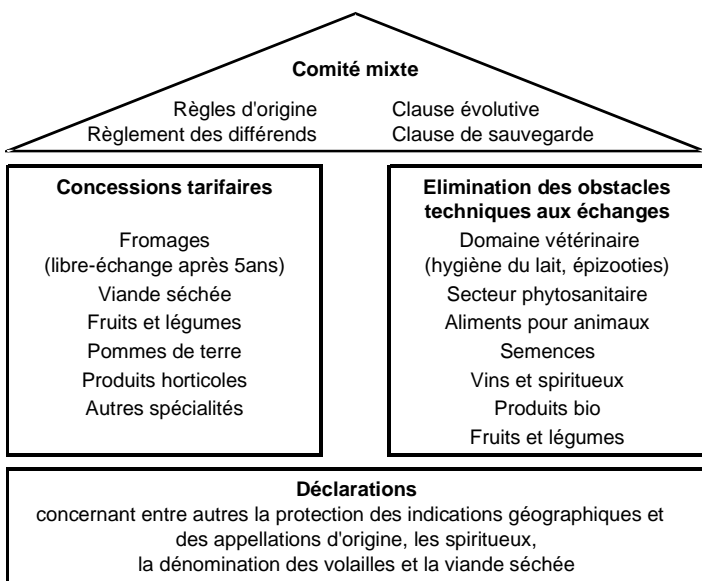 Comité mixte
Règles d'origine
Règlement des différends
Clause évolutive
Clause de sauvegarde
Concessions tarifaires
Fromages
(libre-échange après 5ans)
Viande séchée
Fruits et légumes
Pommes de terre
Produits horticoles
Autres spécialités
Elimination des obstacles
techniques aux échanges
Domaine vétérinaire
(hygiène du lait, épizooties)
Secteur phytosanitaire
Aliments pour animaux
Semences
Vins et spiritueux
Produits bio
Fruits et légumes
Déclarations
concernant entre autres la protection des indications géographiques et
des appellations d'origine, les spiritueux,
la dénomination des volailles et la viande séchée